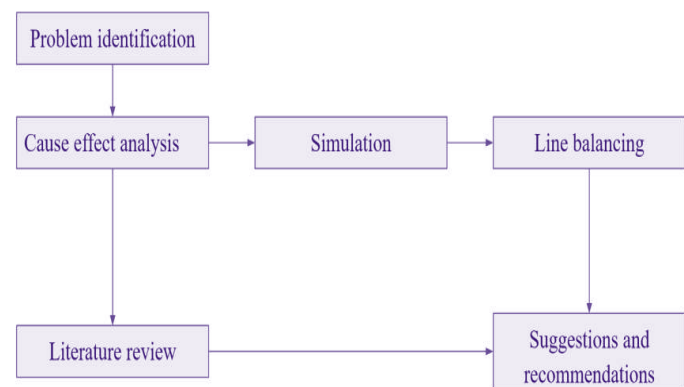 Problem identification
Cause effect analysis
Simulation
Line balancing
Literature review
Suggestions and
recommendations